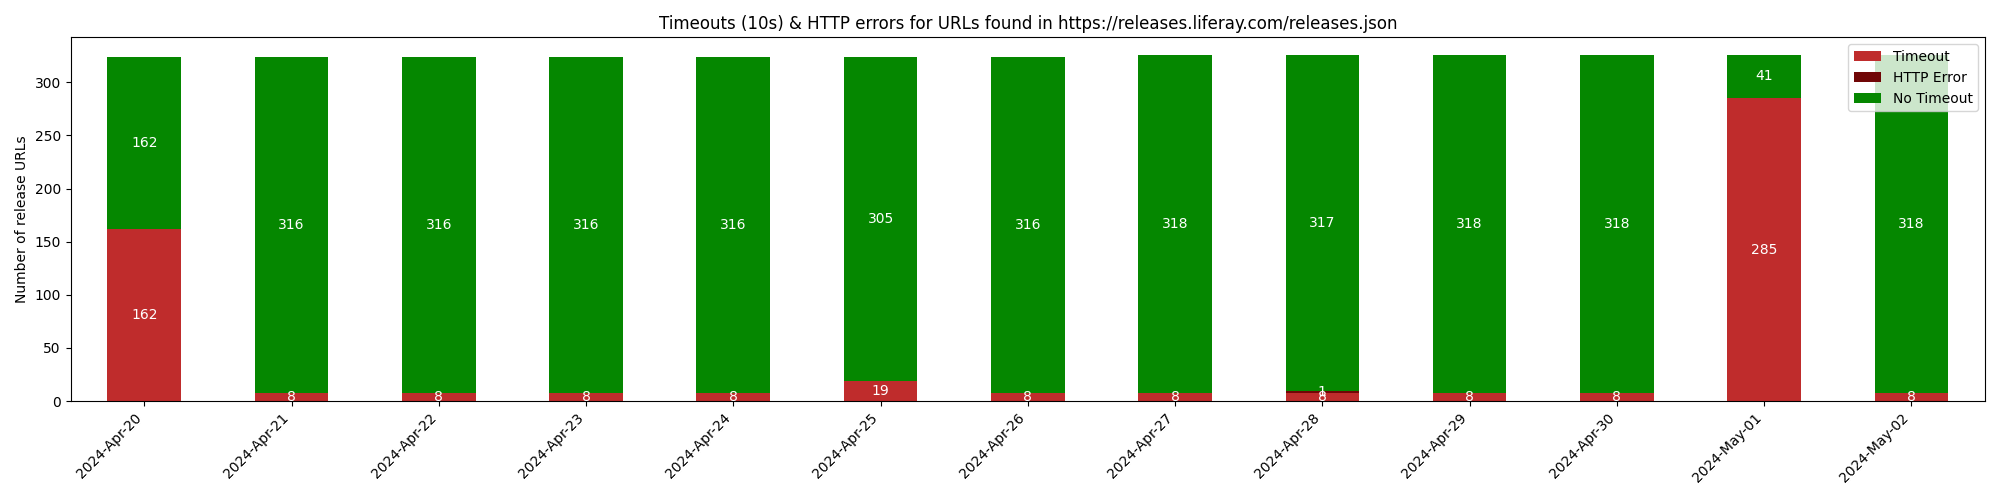 Timeouts (10s) & HTTP errors for URLs found in https://releases.liferay.com/releases.json
Timeout
HTTP Error
No Timeout
Number of release URLs
300
250
200
150
100
50
0
162
316
316
316
316
305
316
318
317
318
318
41
318
162
8
8
8
8
19
8
8
1
8
8
8
285
8
2024-Apr-20
2024-Apr-21
2024-Apr-22
2024-Apr-23
2024-Apr-24
2024-Apr-25
2024-Apr-26
2024-Apr-27
2024-Apr-28
2024-Apr-29
2024-Apr-30
2024-May-01
2024-May-02